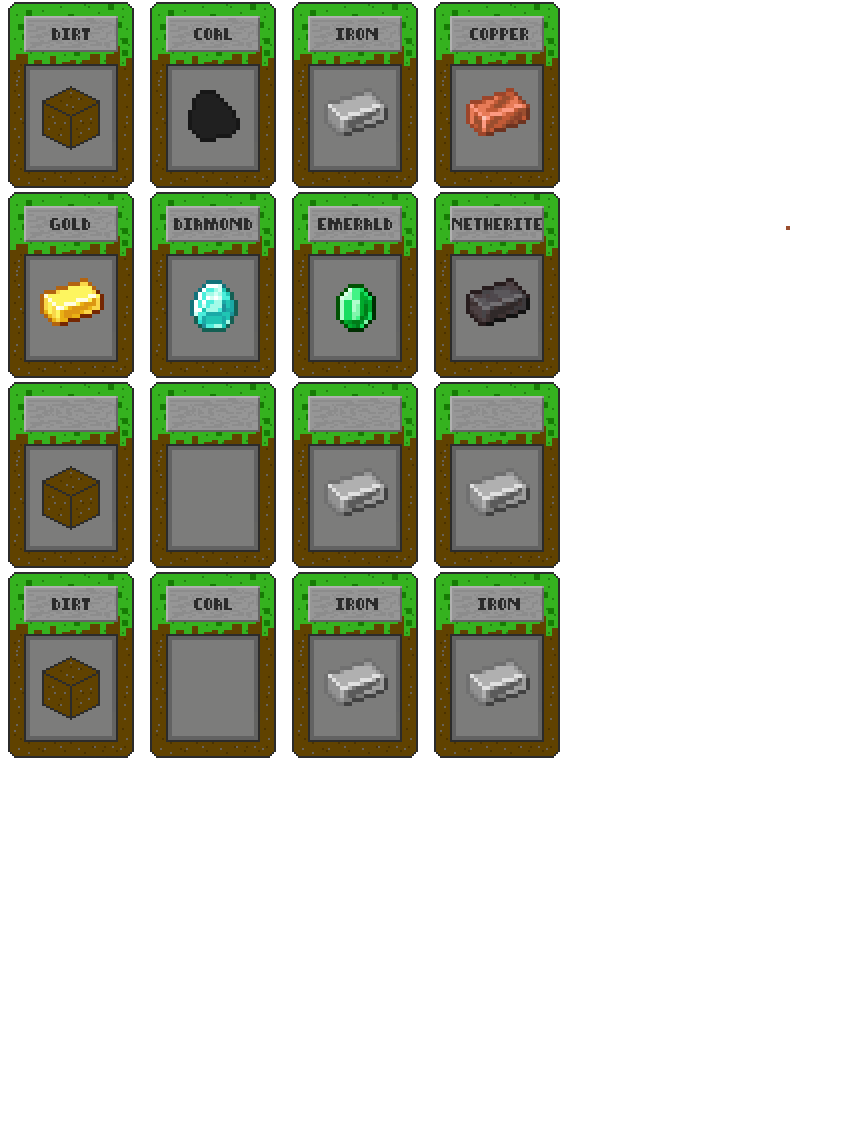 DIRT
COAL
IRON
COPPER
GOLD
DIAMOND
EMERALD
NETHERITE
DIRT
COAL
IRON
IRON